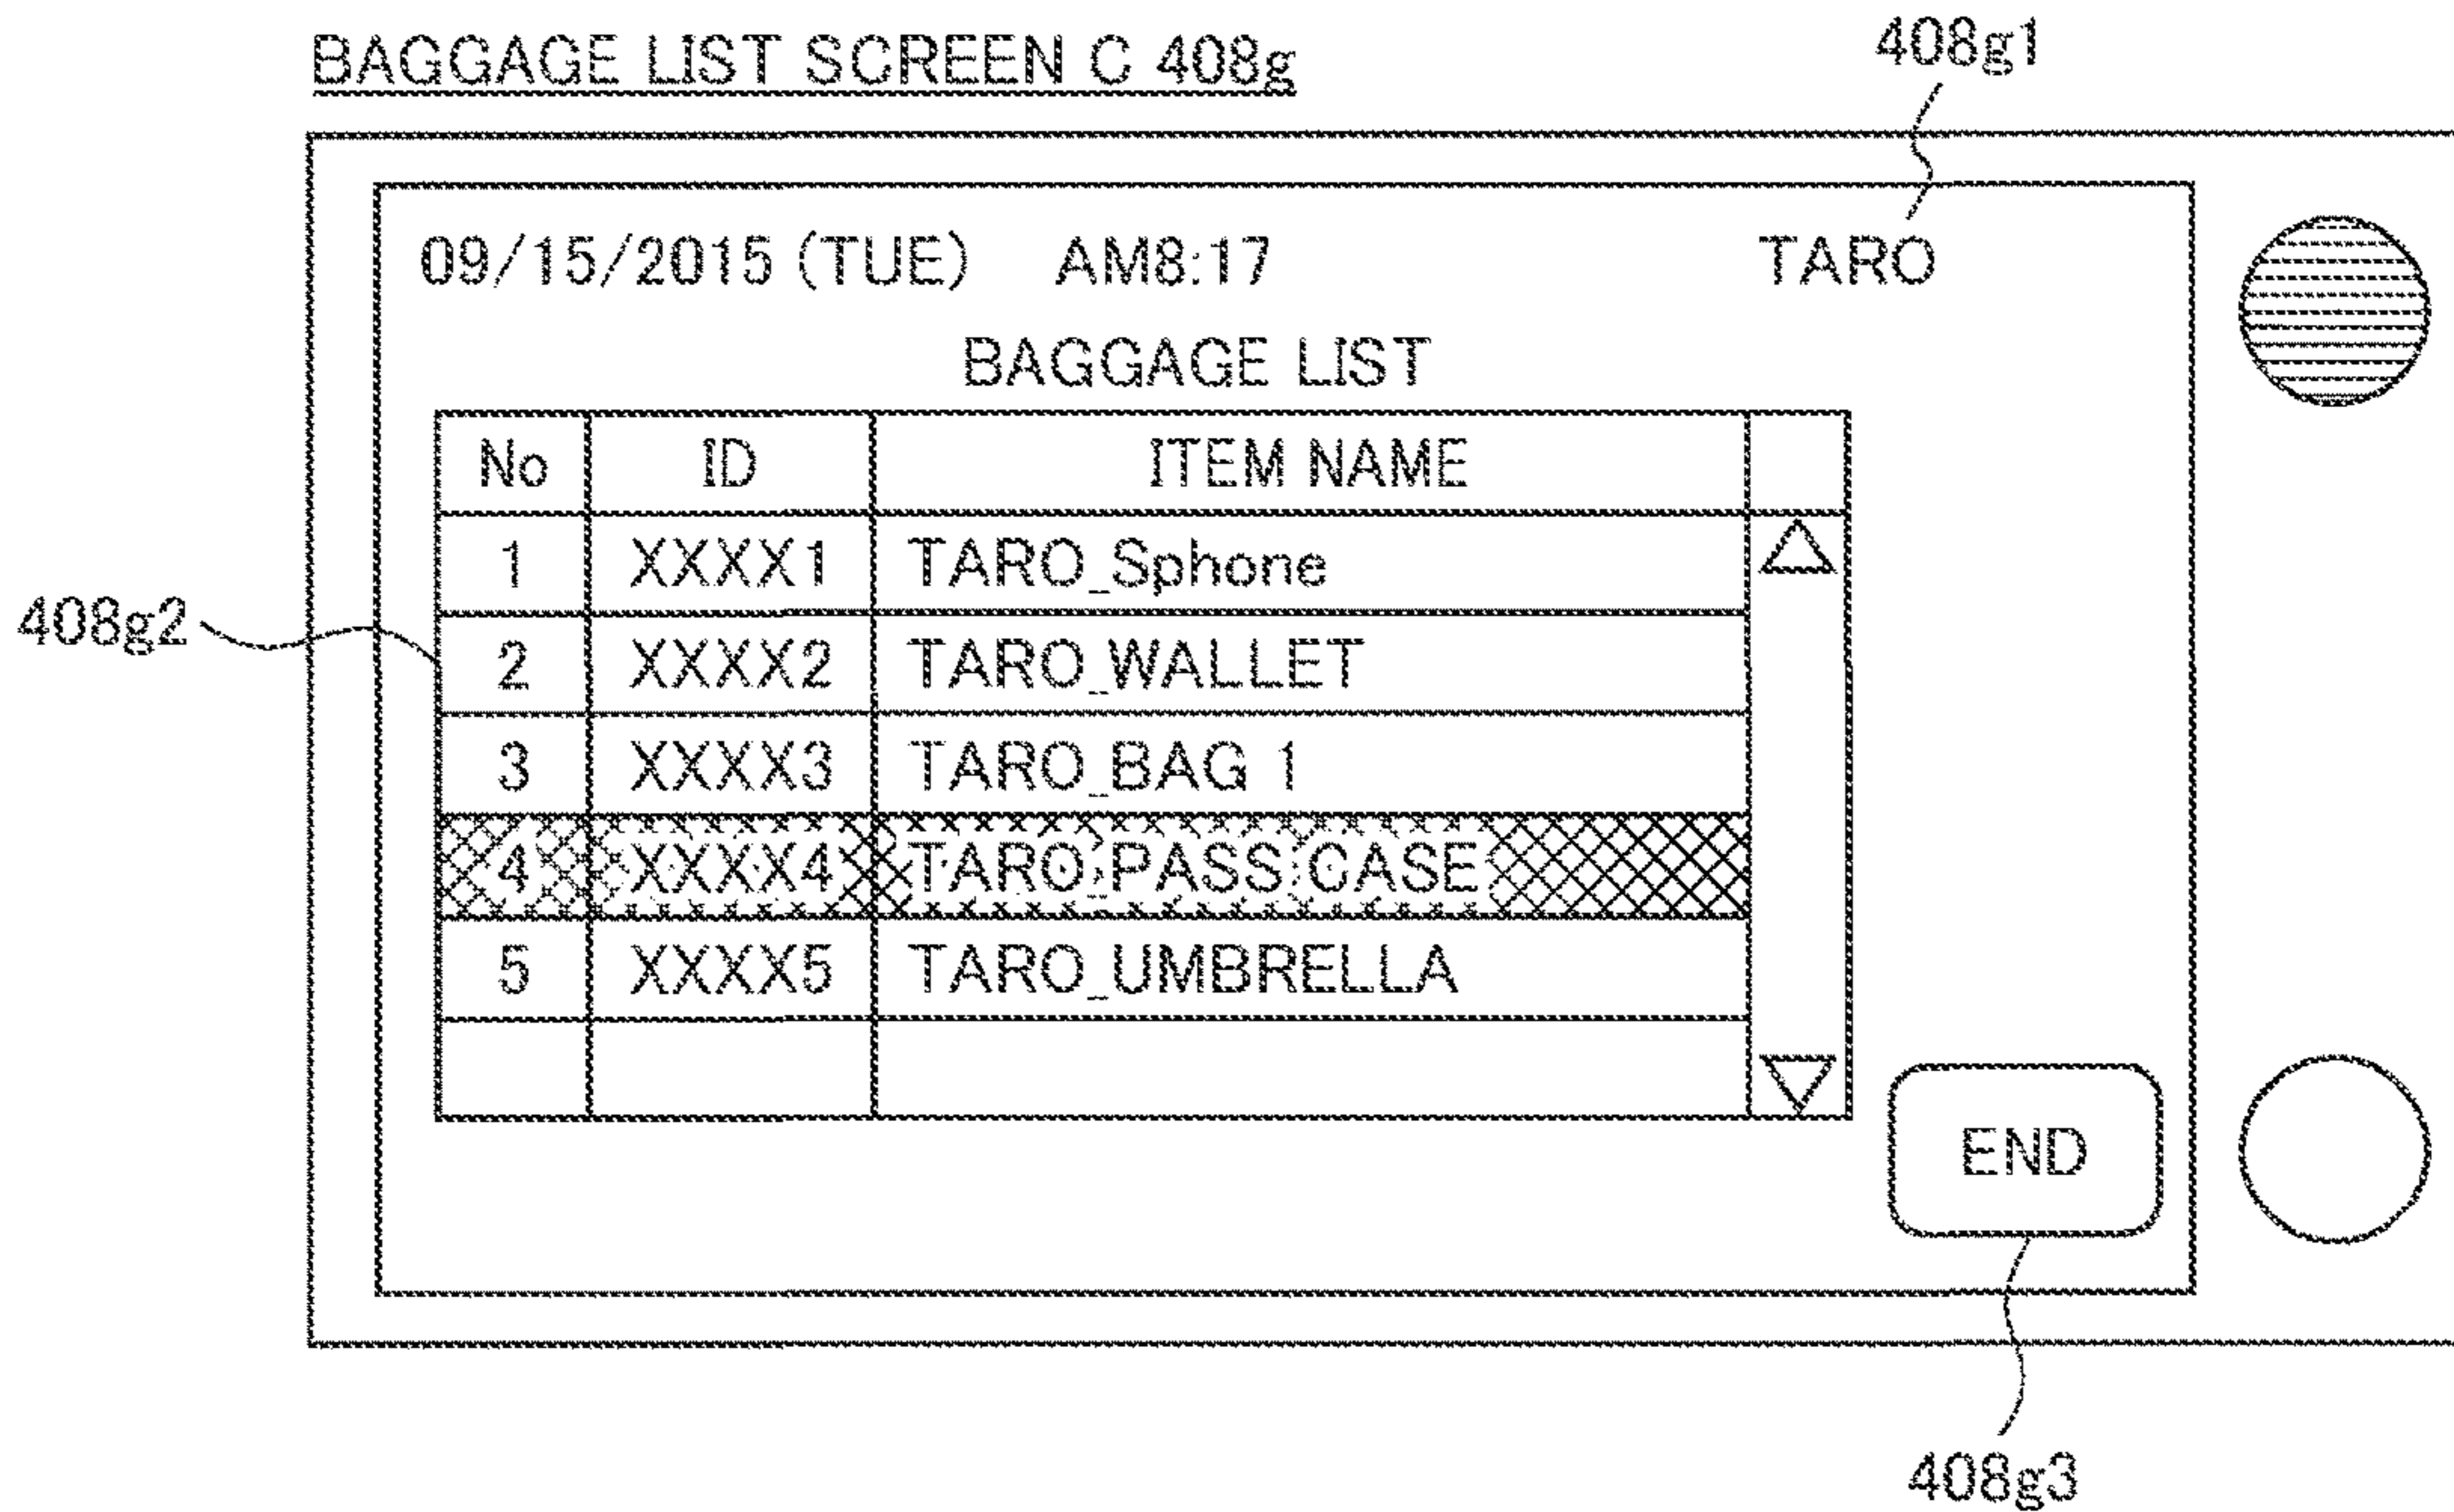 BAGGAGE LIST SCREEN C 408g
408g1
09/15/2015 (TUE) AM8:17 TARO
BAGGAGE LIST
No ID ITEM NAME
1 XXXX1 TARO_Sphone
2 XXXX2 TARO_WALLET
408g2
3 XXXX3 TARO_BAG 1
4 XXXX4 TARO_PASS CASE
5 XXXX5 TARO_UMBRELLA
END
408g3